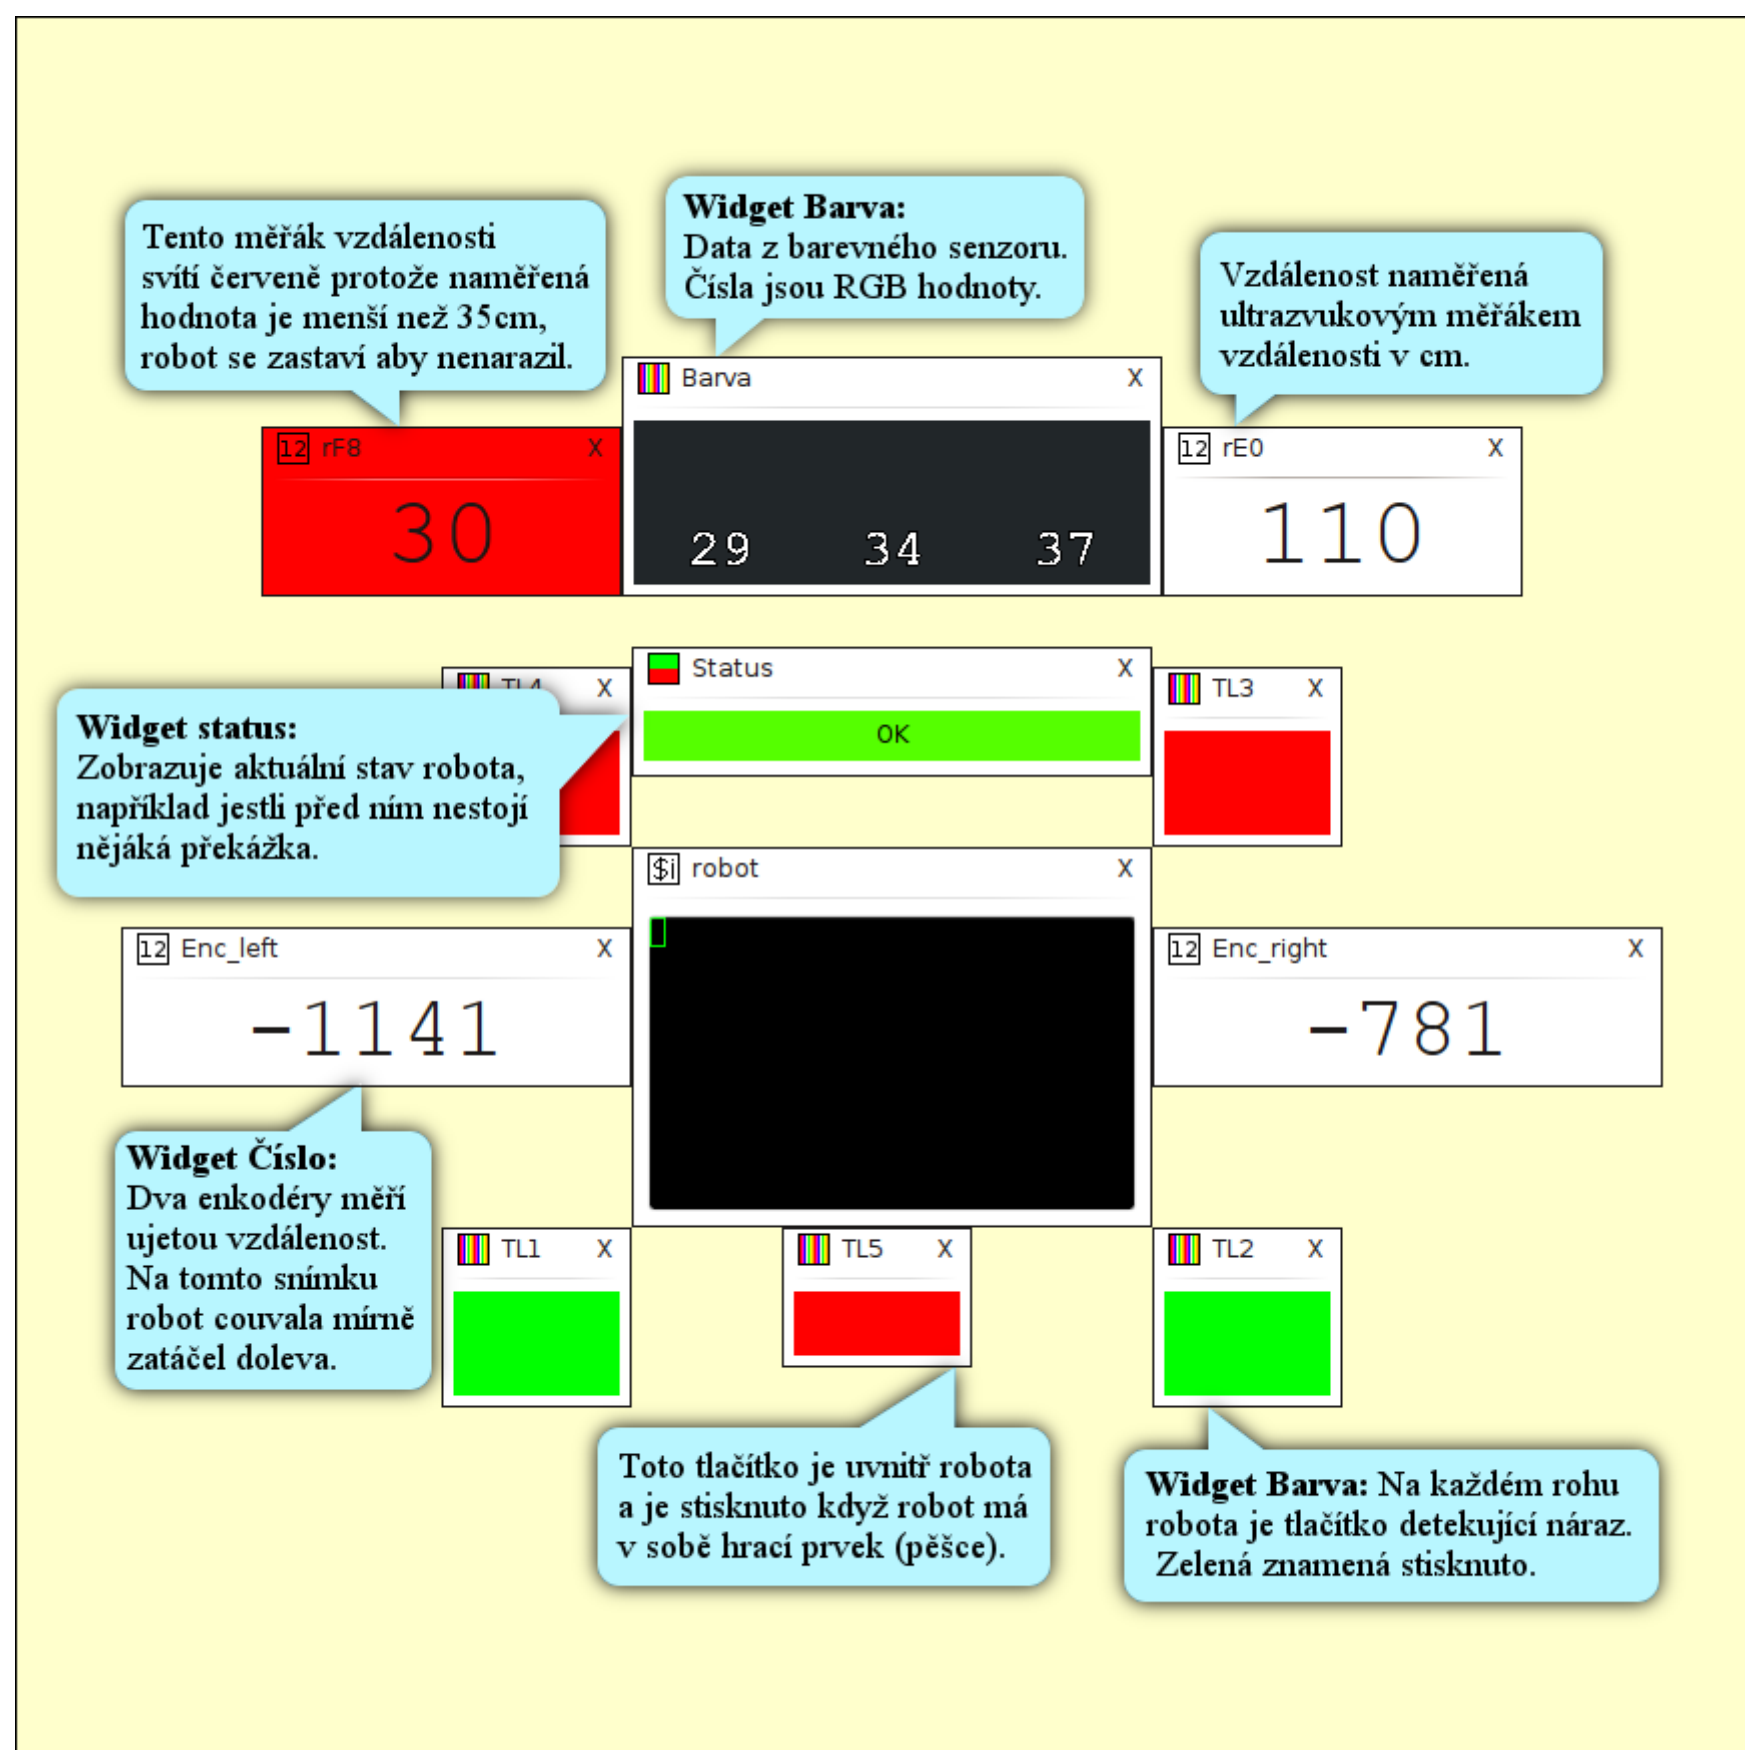 Tento měřák vzdálenosti
svítí červeně protože naměřená
hodnota je menší než 35cm,
robot se zastaví aby nenarazil.
Widget Barva:
Data z barevného senzoru.
Čísla jsou RGB hodnoty.
Vzdálenost naměřená
ultrazvukovým měřákem
vzdálenosti v cm.
12 rF8 X
30
Barva X
29 34 37
12 rE0 X
110
TL4 X
Status X
OK
TL3 X
Widget status:
Zobrazuje aktuální stav robota,
například jestli před ním nestojí
nějáká překážka.
$i robot X
12 Enc_left X
-1141
12 Enc_right X
-781
Widget Číslo:
Dva enkodéry měří
ujetou vzdálenost.
Na tomto snímku
robot couvala mírně
zatáčel doleva.
TL1 X
TL5 X
TL2 X
Toto tlačítko je uvnitř robota
a je stisknuto když robot má
v sobě hrací prvek (pěšce).
Widget Barva: Na každém rohu
robota je tlačítko detekující náraz.
Zelená znamená stisknuto.